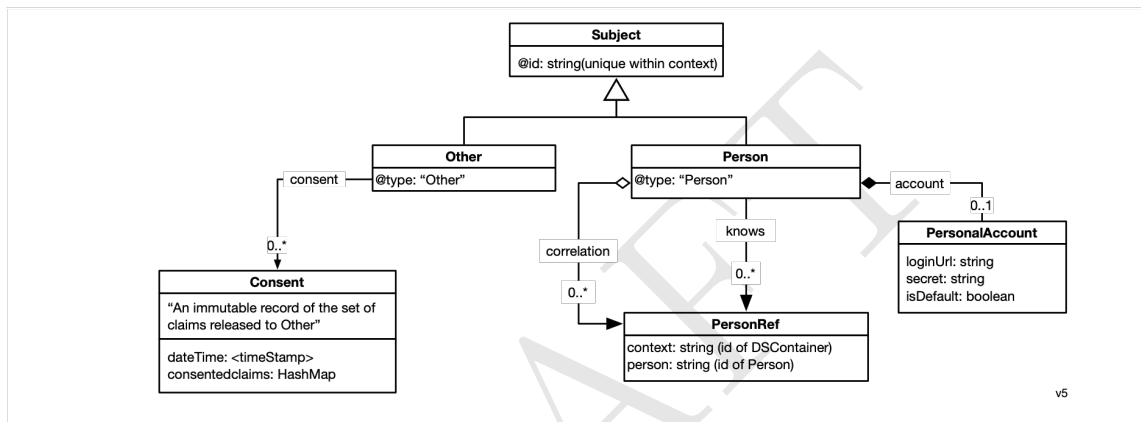 Subject
@id: string(unique within context)
Other
@type: “Other”
Person
@type: “Person”
consent
account
0..1
knows
correlation
PersonalAccount
loginUrl: string
secret: string
isDefault: boolean
0..*
0..*
0..*
Consent
“An immutable record of the set of
claims released to Other”
dateTime: <timeStamp>
consentedclaims: HashMap
PersonRef
context: string (id of DSContainer)
person: string (id of Person)
v5